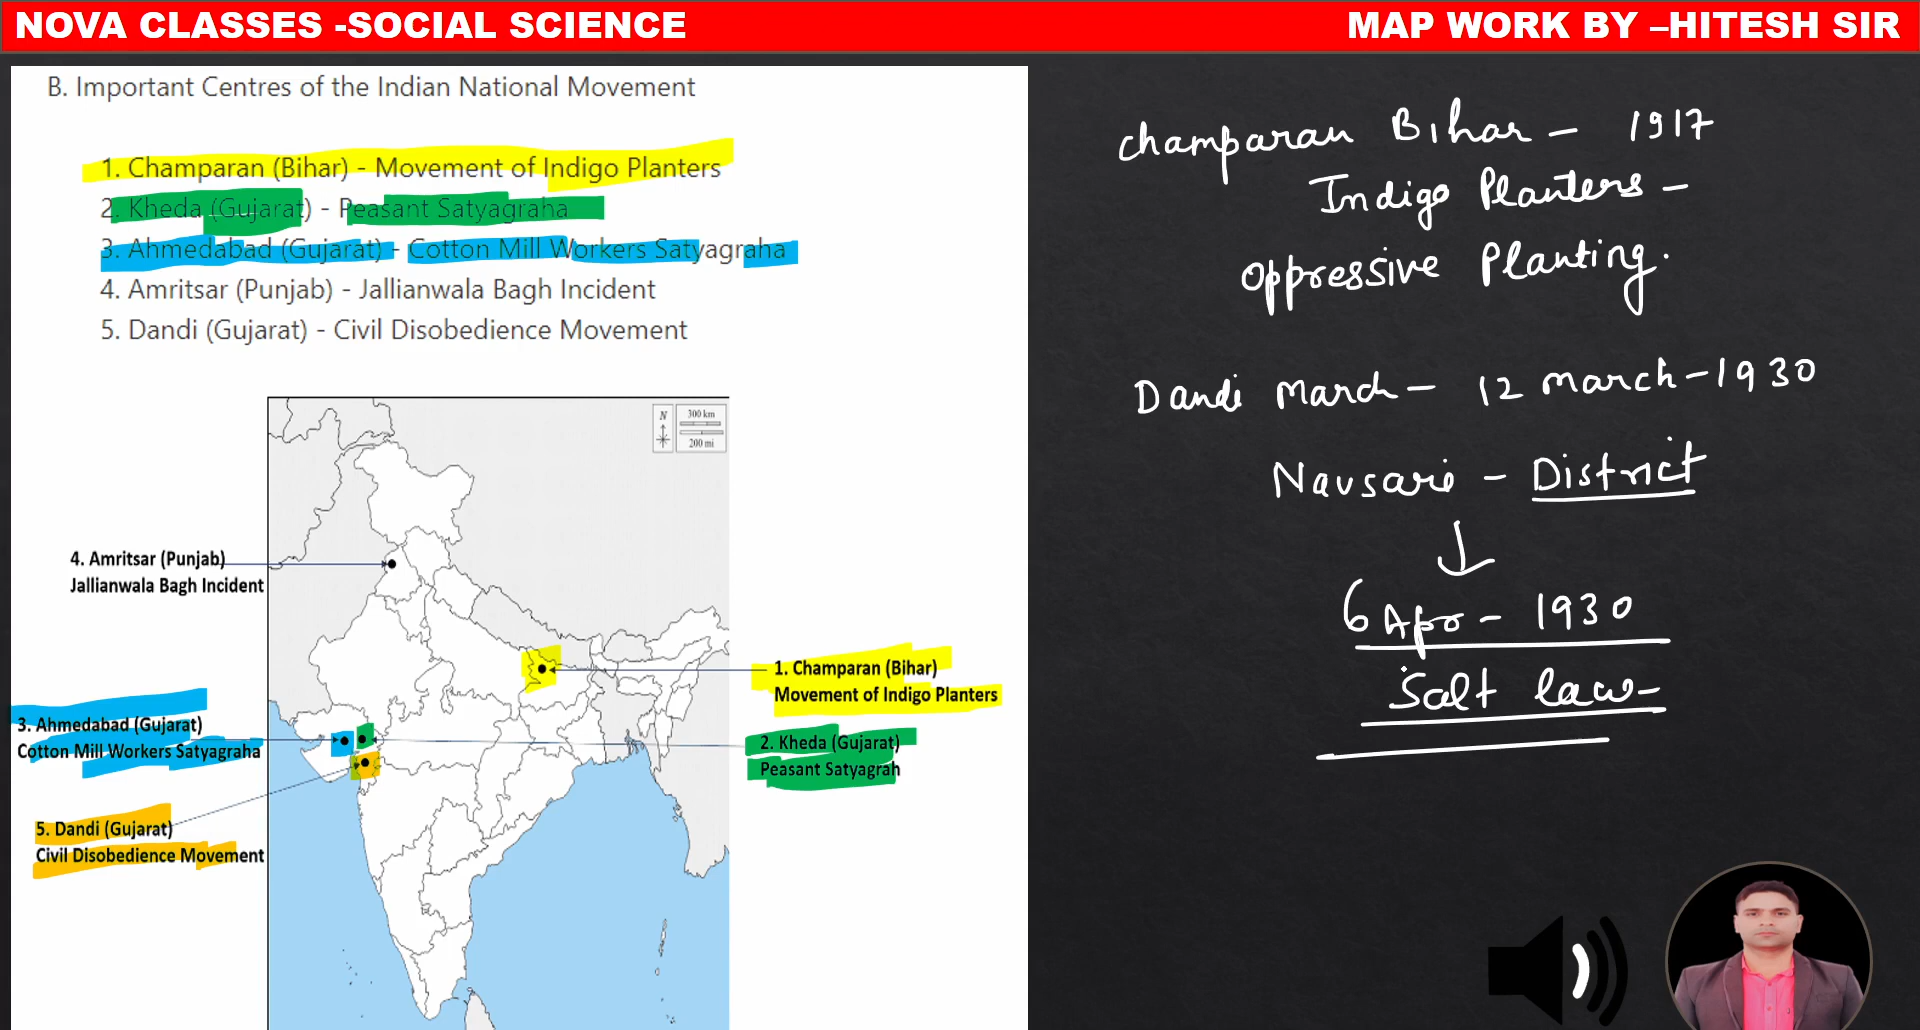 NOVA CLASSES -SOCIAL SCIENCE
MAP WORK BY –HITESH SIR
B. Important Centres of the Indian National Movement
1. Champaran (Bihar) - Movement of Indigo Planters
2. Kheda (Gujarat) - Peasant Satyagraha
3. Ahmedabad (Gujarat) - Cotton Mill Workers Satyagraha
4. Amritsar (Punjab) - Jallianwala Bagh Incident
5. Dandi (Gujarat) - Civil Disobedience Movement
N
300 km
200 mi
4. Amritsar (Punjab)
Jallianwala Bagh Incident
1. Champaran (Bihar)
Movement of Indigo Planters
3. Ahmedabad (Gujarat)
Cotton Mill Workers Satyagraha
2. Kheda (Gujarat)
Peasant Satyagrah
5. Dandi (Gujarat)
Civil Disobedience Movement
Champaran Bihar – 1917
Indigo Planters –
Oppressive Planting.
Dandi March – 12 March – 1930
Navsari – District
6 Apr – 1930
Salt law –